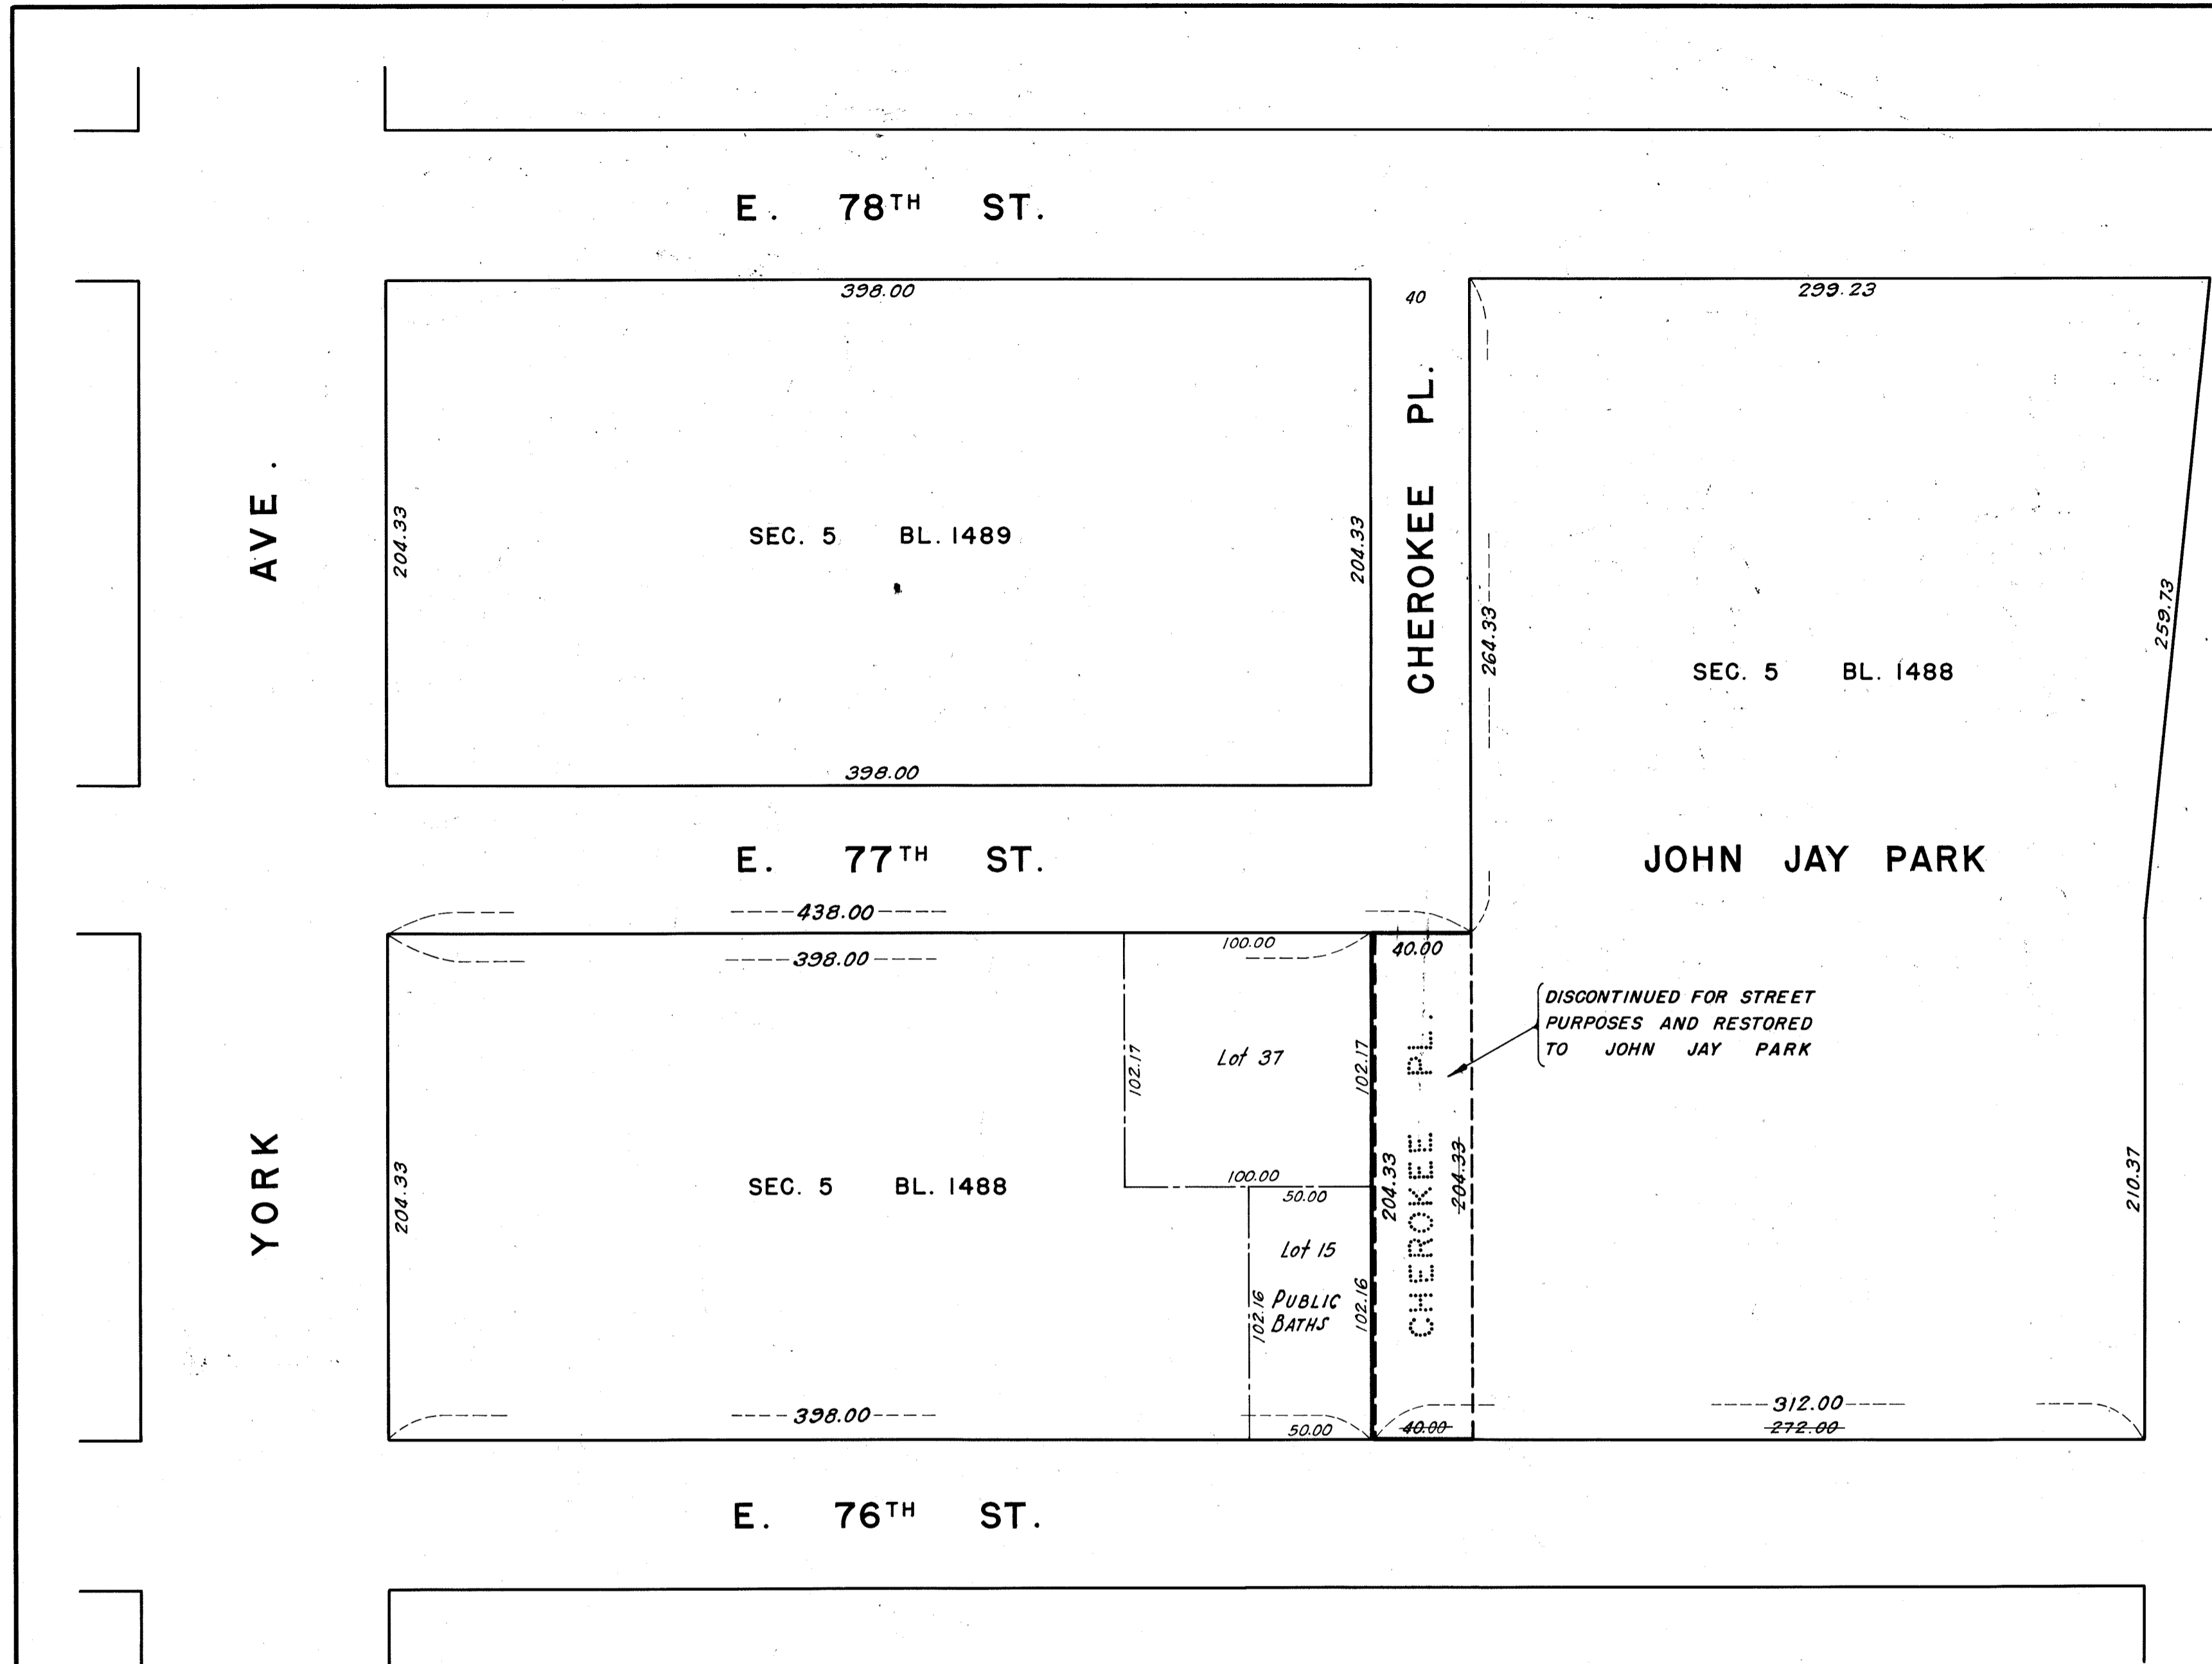 E. 78TH ST.
398.00
40
299.23
AVE.
204.33
SEC. 5 BL. 1489
204.33
CHEROKEE PL.
264.33
SEC. 5 BL. 1488
259.73
398.00
E. 77TH ST.
JOHN JAY PARK
438.00
398.00
100.00
40.00
DISCONTINUED FOR STREET
PURPOSES AND RESTORED
TO JOHN JAY PARK
102.17
Lot 37
102.17
CHEROKEE PL.
YORK
204.33
SEC. 5 BL. 1488
100.00
50.00
204.33
204.33
210.37
Lot 15
PUBLIC
BATHS
102.16
102.16
398.00
50.00
40.00
312.00
272.00
E. 76TH ST.